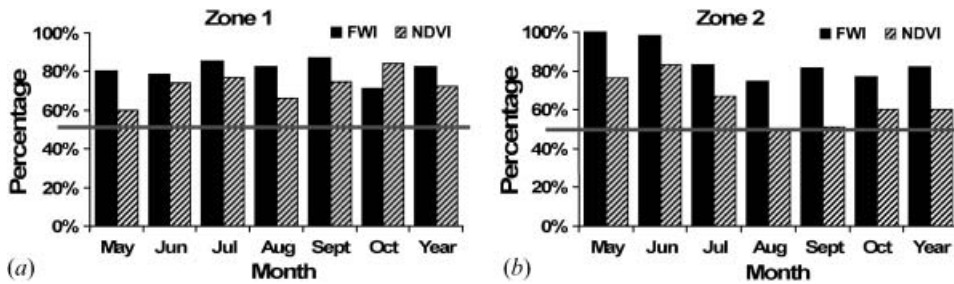 Zone 1
FWI NDVI
100%
80%
60%
40%
20%
0%
Percentage
May Jun Jul Aug Sept Oct Year
Month
(a)
Zone 2
FWI NDVI
100%
80%
60%
40%
20%
0%
Percentage
May Jun Jul Aug Sept Oct Year
Month
(b)